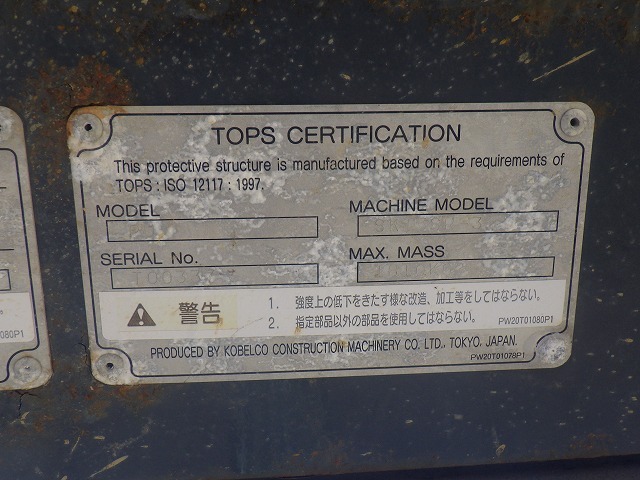 TOPS CERTIFICATION
This protective structure is manufactured based on the requirements of
TOPS : ISO 12117 : 1997.
MODEL
MACHINE MODEL
SERIAL No.
MAX. MASS
警告
1. 強度上の低下をきたす様な改造、加工等をしてはならない。
2. 指定部品以外の部品を使用してはならない。
PW20T01080P1
PRODUCED BY KOBELCO CONSTRUCTION MACHINERY CO. LTD., TOKYO, JAPAN.
PW20T01078P1